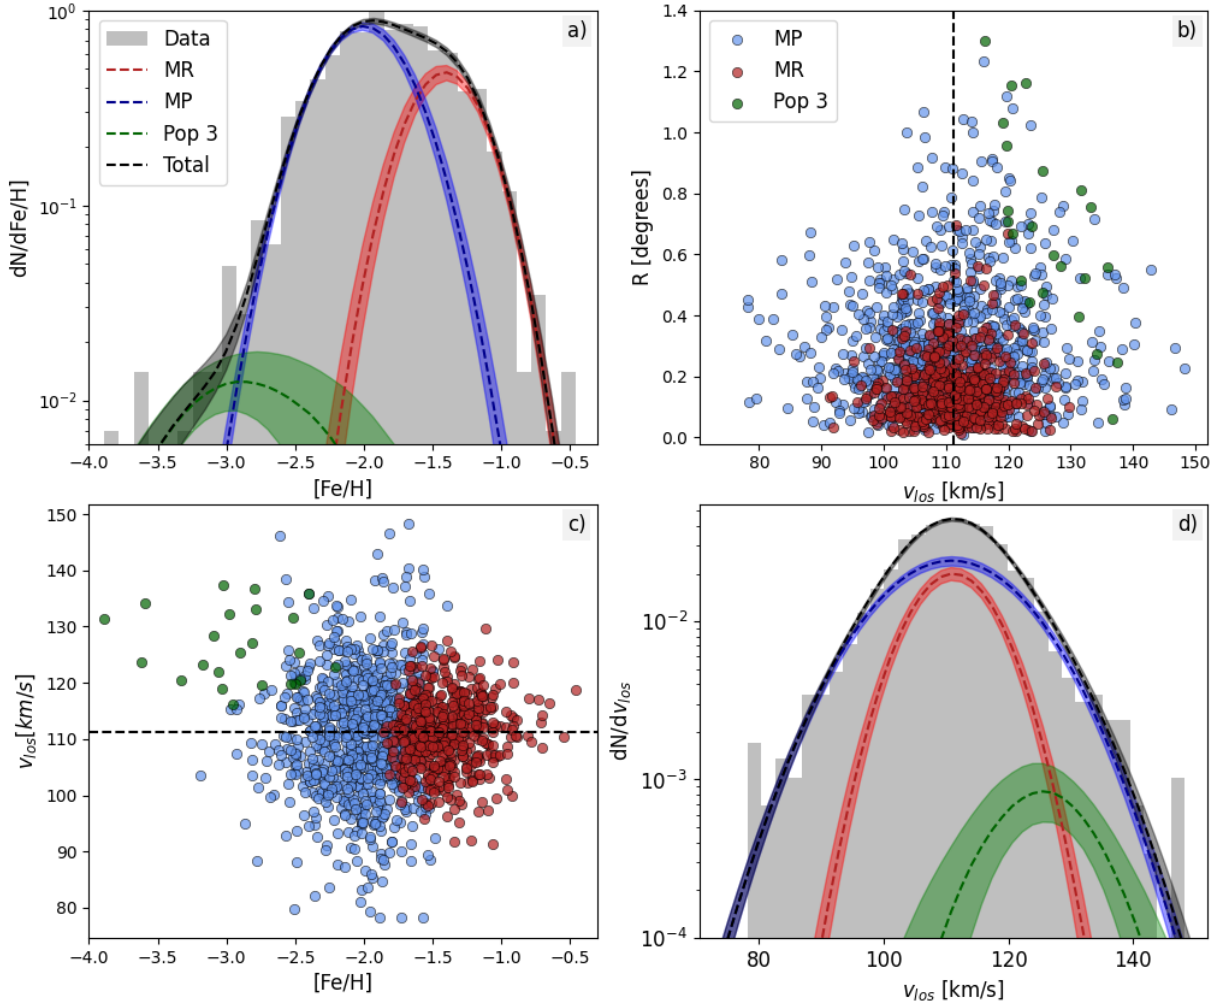 a)
Data
MR
MP
Pop 3
Total
10⁰
10⁻¹
10⁻²
dN/dFe/H]
−4.0 −3.5 −3.0 −2.5 −2.0 −1.5 −1.0 −0.5
[Fe/H]
b)
MP
MR
Pop 3
1.4
1.2
1.0
0.8
0.6
0.4
0.2
0.0
R [degrees]
80 90 100 110 120 130 140 150
v_los [km/s]
c)
150
140
130
120
110
100
90
80
v_los[km/s]
−4.0 −3.5 −3.0 −2.5 −2.0 −1.5 −1.0 −0.5
[Fe/H]
d)
10⁻²
10⁻³
10⁻⁴
dN/dv_los
80 100 120 140
v_los [km/s]